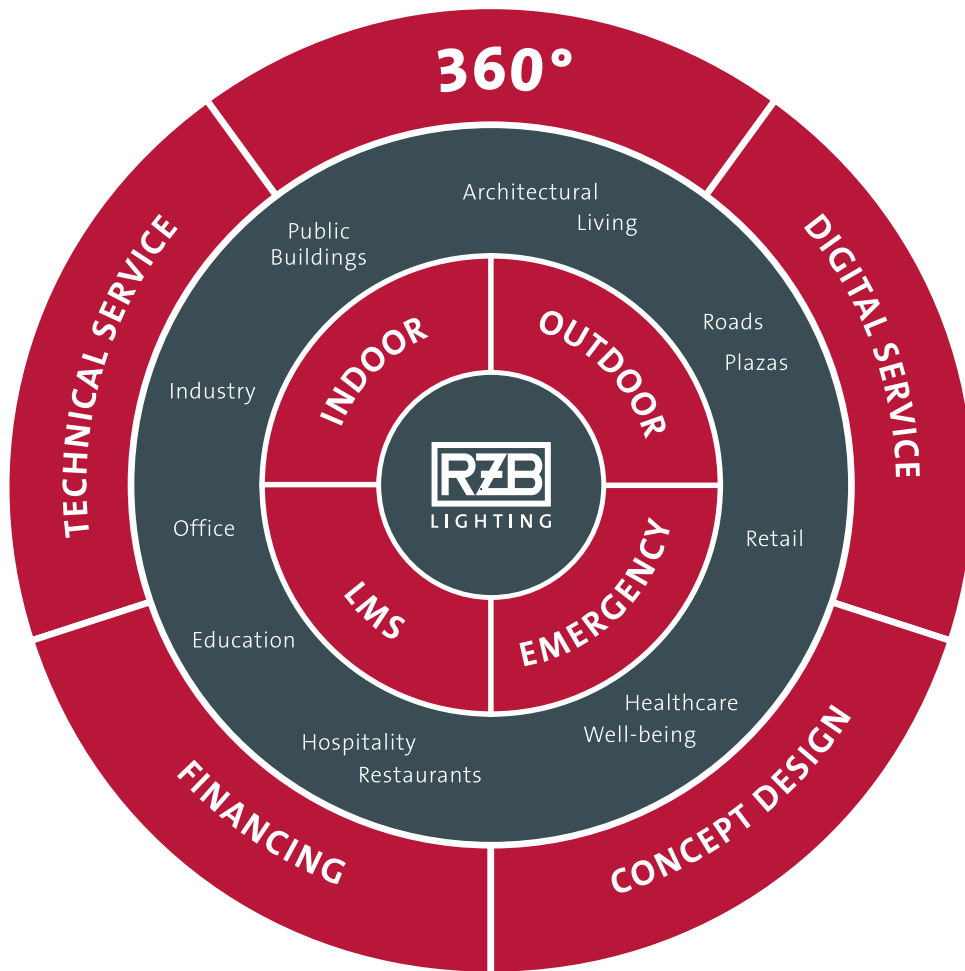 360°
Architectural
Living
Public
Buildings
DIGITAL SERVICE
TECHNICAL SERVICE
Roads
Plazas
INDOOR
OUTDOOR
Industry
RZB
LIGHTING
Office
Retail
LMS
EMERGENCY
Education
Healthcare
Well-being
Hospitality
Restaurants
FINANCING
CONCEPT DESIGN